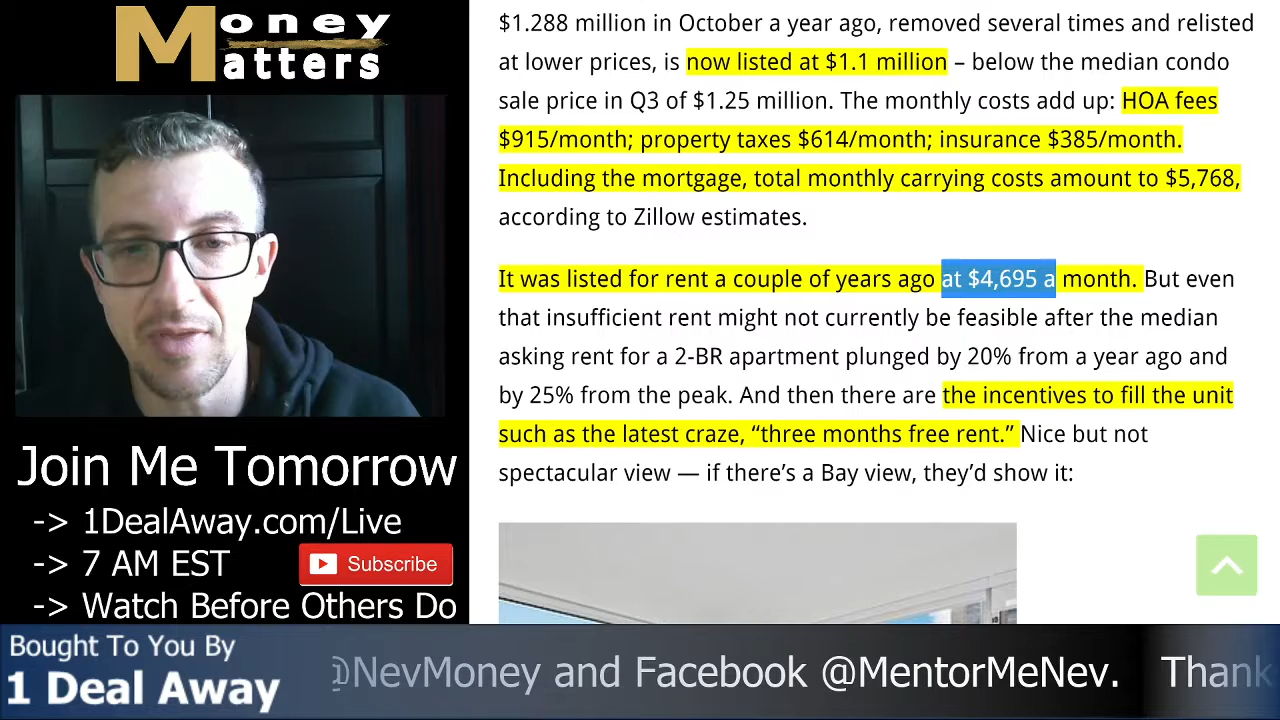 Money
Matters
$1.288 million in October a year ago, removed several times and relisted
at lower prices, is now listed at $1.1 million – below the median condo
sale price in Q3 of $1.25 million. The monthly costs add up: HOA fees
$915/month; property taxes $614/month; insurance $385/month.
Including the mortgage, total monthly carrying costs amount to $5,768,
according to Zillow estimates.
It was listed for rent a couple of years ago at $4,695 a month. But even
that insufficient rent might not currently be feasible after the median
asking rent for a 2-BR apartment plunged by 20% from a year ago and
by 25% from the peak. And then there are the incentives to fill the unit
such as the latest craze, “three months free rent.” Nice but not
spectacular view — if there’s a Bay view, they’d show it:
Join Me Tomorrow
-> 1DealAway.com/Live
-> 7 AM EST
Subscribe
-> Watch Before Others Do
Bought To You By
1 Deal Away
@NevMoney and Facebook @MentorMeNev. Thank